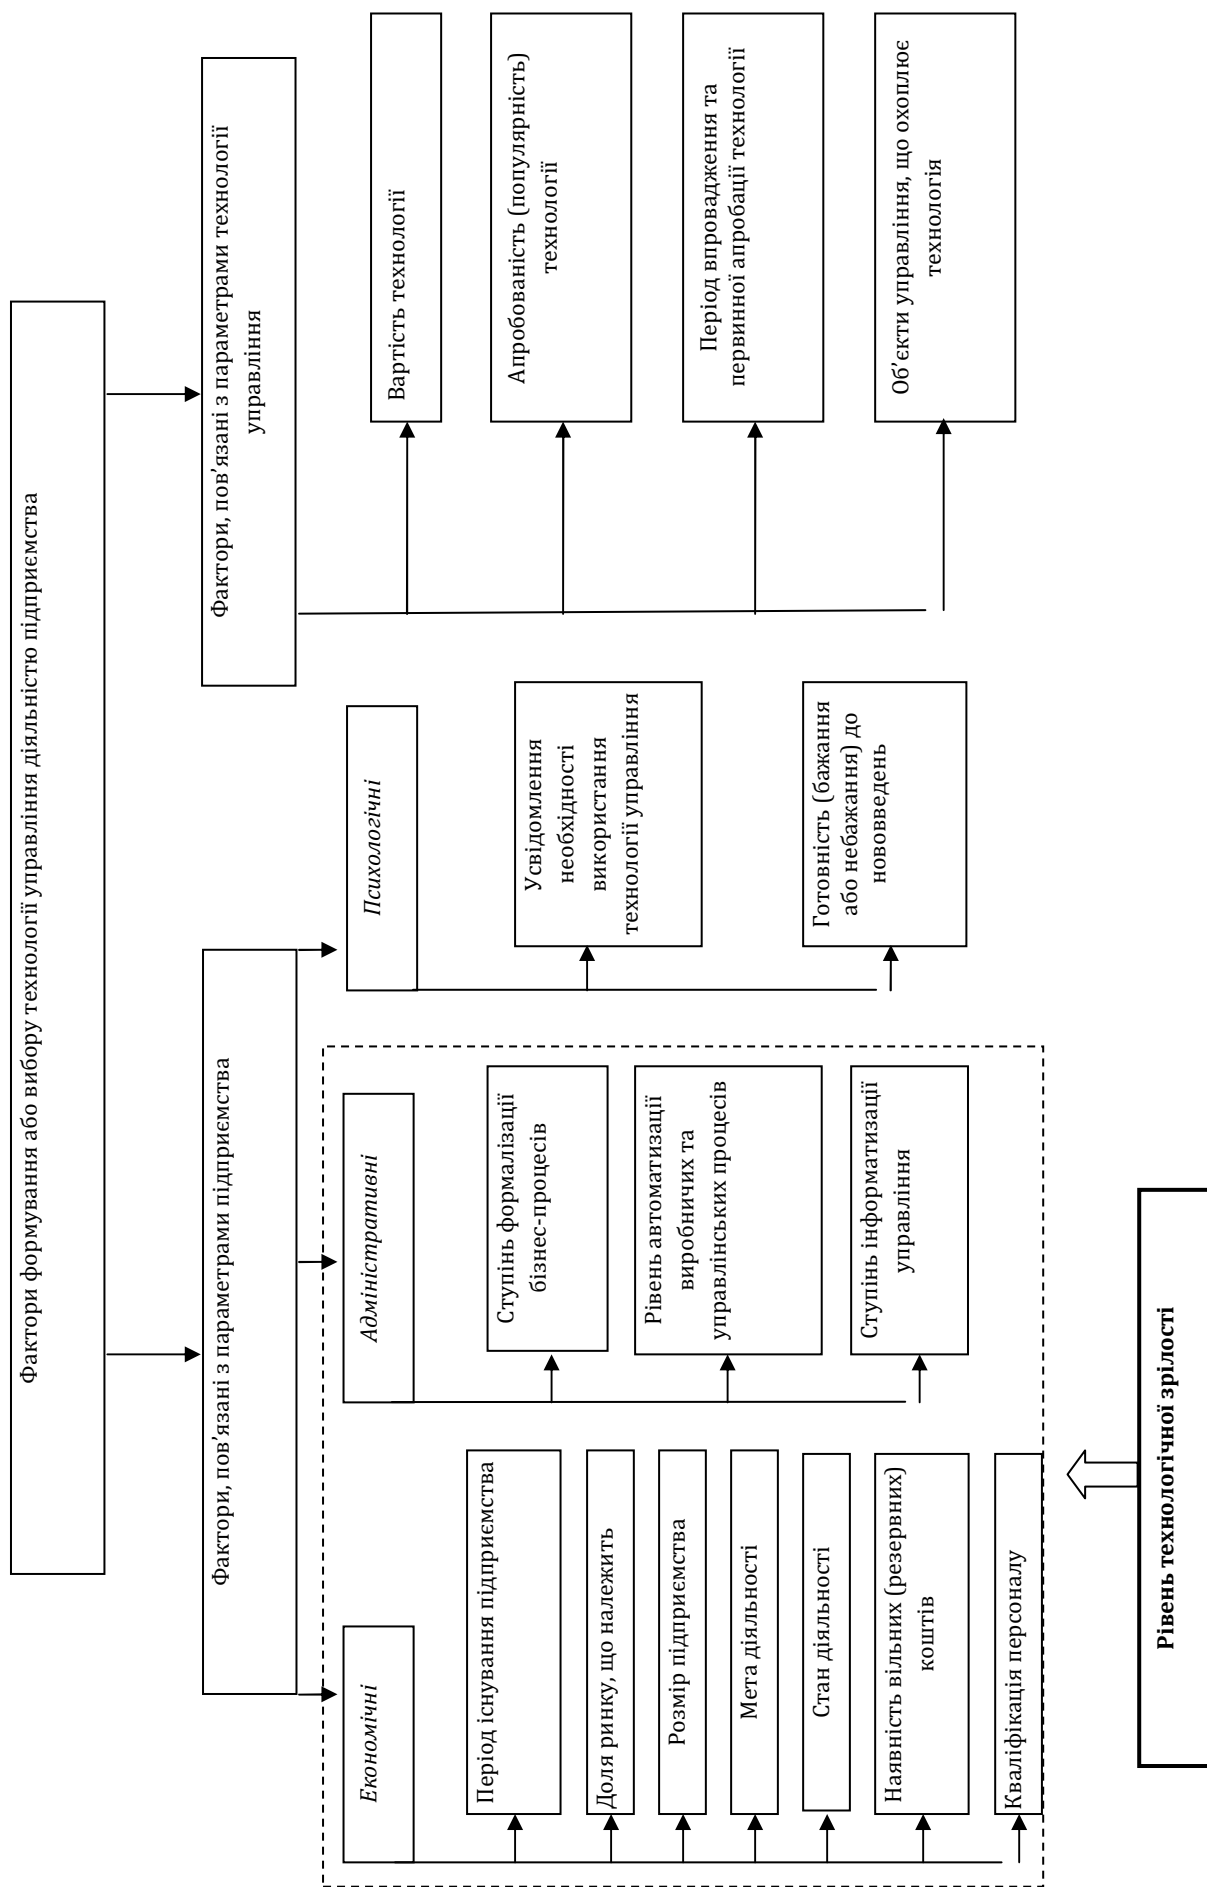 Фактори формування або вибору технології управління діяльністю підприємства
Фактори, пов’язані з параметрами підприємства
Фактори, пов’язані з параметрами технології
управління
Економічні
Період існування підприємства
Доля ринку, що належить
Розмір підприємства
Мета діяльності
Стан діяльності
Наявність вільних (резервних)
коштів
Кваліфікація персоналу
Адміністративні
Ступінь формалізації
бізнес-процесів
Рівень автоматизації
виробничих та
управлінських процесів
Ступінь інформатизації
управління
Психологічні
Усвідомлення
необхідності
використання
технології управління
Готовність (бажання
або небажання) до
нововведень
Вартість технології
Апробованість (популярність)
технології
Період впровадження та
первинної апробації технології
Об’єкти управління, що охоплює
технологія
Рівень технологічної зрілості